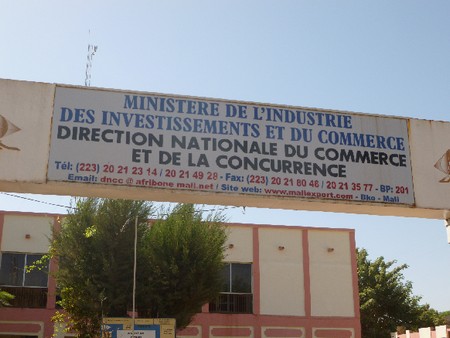 MINISTERE DE L'INDUSTRIE
DES INVESTISSEMENTS ET DU COMMERCE
DIRECTION NATIONALE DU COMMERCE
ET DE LA CONCURRENCE
Tél: (223) 20 21 23 14 / 20 21 49 28 - Fax: (223) 20 21 80 46 / 20 21 35 77 - BP: 201
Email: dncc @ afribone mali.net / Site web: www.maliexport.com - Bko - Mali